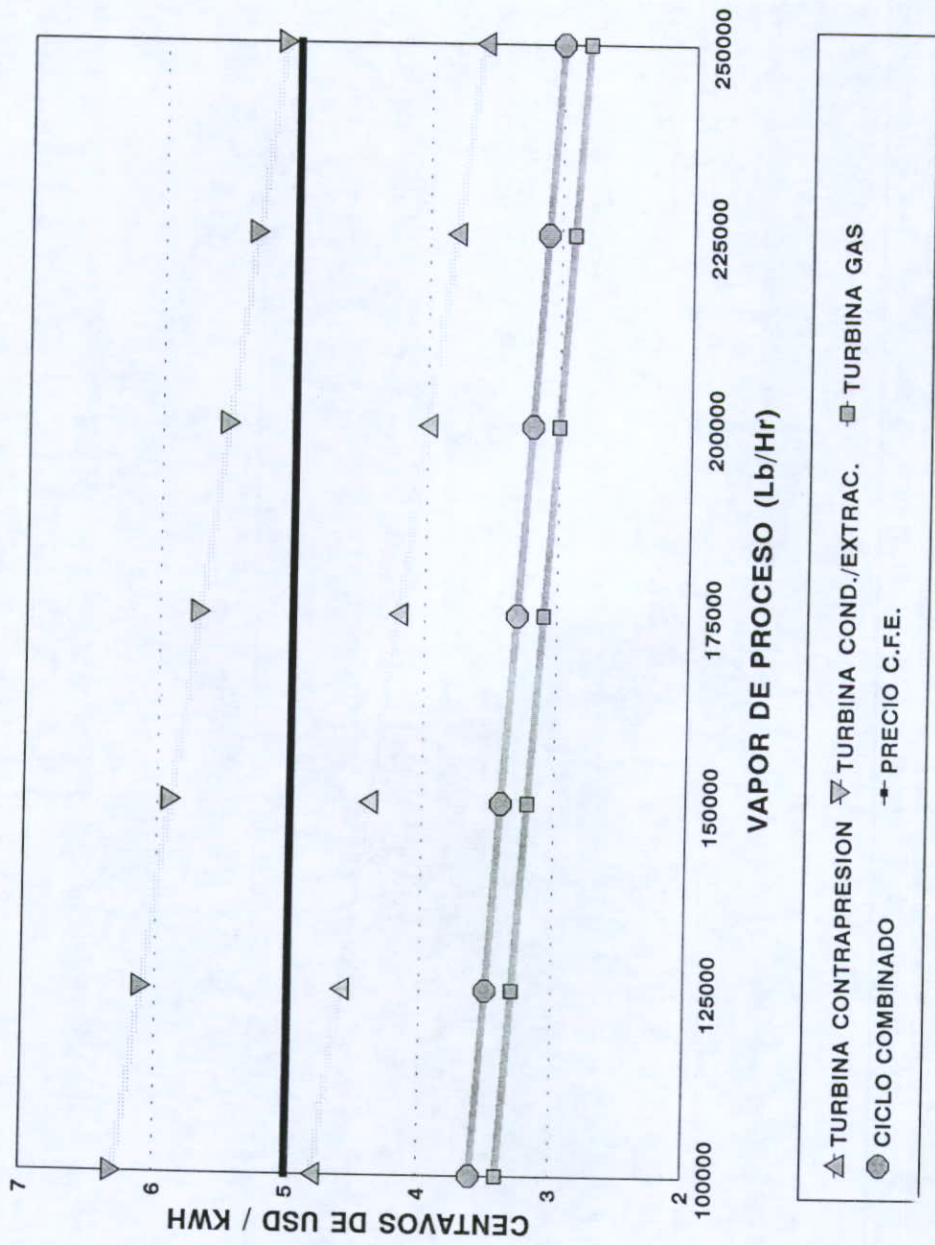 7
6
5
4
3
2
CENTAVOS DE USD / KWH
100000 125000 150000 175000 200000 225000 250000
VAPOR DE PROCESO (Lb/Hr)
TURBINA CONTRAPRESION TURBINA COND./EXTRAC. TURBINA GAS
CICLO COMBINADO PRECIO C.F.E.